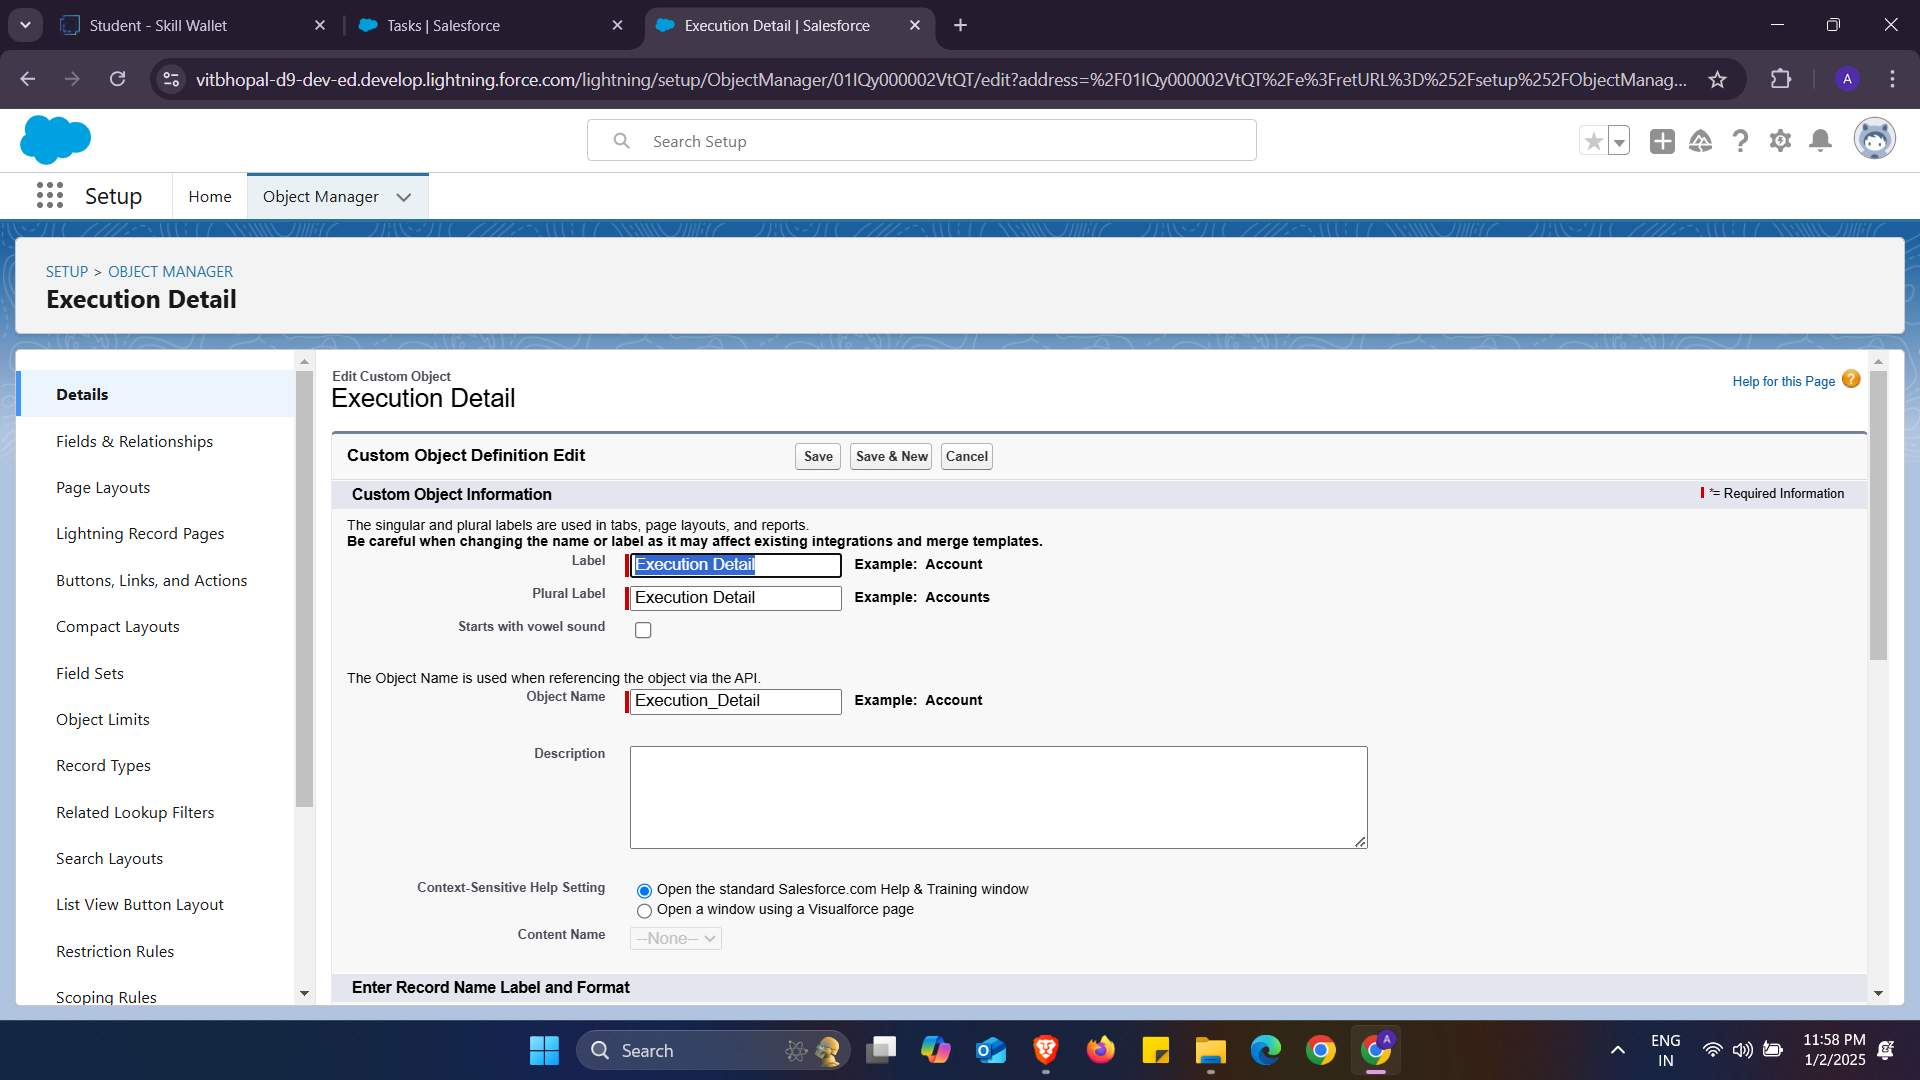 Student - Skill Wallet
Tasks | Salesforce
Execution Detail | Salesforce
vitbhopal-d9-dev-ed.develop.lightning.force.com/lightning/setup/ObjectManager/01IQy000002VtQT/edit?address=%2F01IQy000002VtQT%2Fe%3FretURL%3D%252Fsetup%252FObjectManag...
A
Search Setup
Setup
Home
Object Manager
SETUP > OBJECT MANAGER
Execution Detail
Details
Fields & Relationships
Page Layouts
Lightning Record Pages
Buttons, Links, and Actions
Compact Layouts
Field Sets
Object Limits
Record Types
Related Lookup Filters
Search Layouts
List View Button Layout
Restriction Rules
Scoping Rules
Edit Custom Object
Execution Detail
Help for this Page ?
Custom Object Definition Edit
Save
Save & New
Cancel
Custom Object Information
*= Required Information
The singular and plural labels are used in tabs, page layouts, and reports.
Be careful when changing the name or label as it may affect existing integrations and merge templates.
Label Execution Detail Example: Account
Plural Label Execution Detail Example: Accounts
Starts with vowel sound
The Object Name is used when referencing the object via the API.
Object Name Execution_Detail Example: Account
Description
Context-Sensitive Help Setting Open the standard Salesforce.com Help & Training window
Open a window using a Visualforce page
Content Name --None--
Enter Record Name Label and Format
Search
A
ENG
IN
11:58 PM
1/2/2025